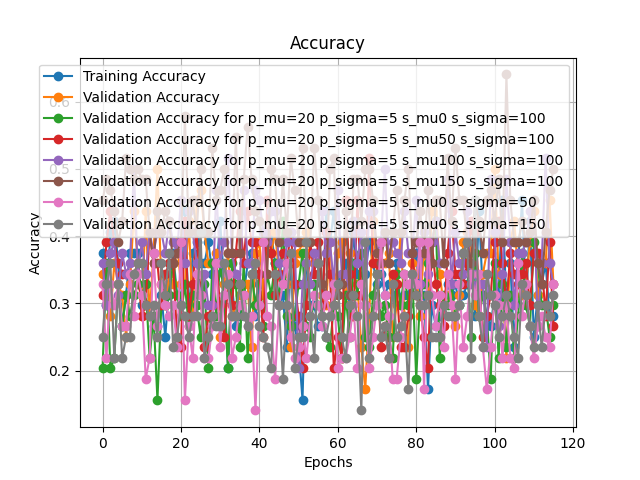 Accuracy
Training Accuracy
Validation Accuracy
Validation Accuracy for p_mu=20 p_sigma=5 s_mu0 s_sigma=100
Validation Accuracy for p_mu=20 p_sigma=5 s_mu50 s_sigma=100
Validation Accuracy for p_mu=20 p_sigma=5 s_mu100 s_sigma=100
Validation Accuracy for p_mu=20 p_sigma=5 s_mu150 s_sigma=100
Validation Accuracy for p_mu=20 p_sigma=5 s_mu0 s_sigma=50
Validation Accuracy for p_mu=20 p_sigma=5 s_mu0 s_sigma=150
0.6
0.5
0.4
0.3
0.2
Accuracy
0 20 40 60 80 100 120
Epochs